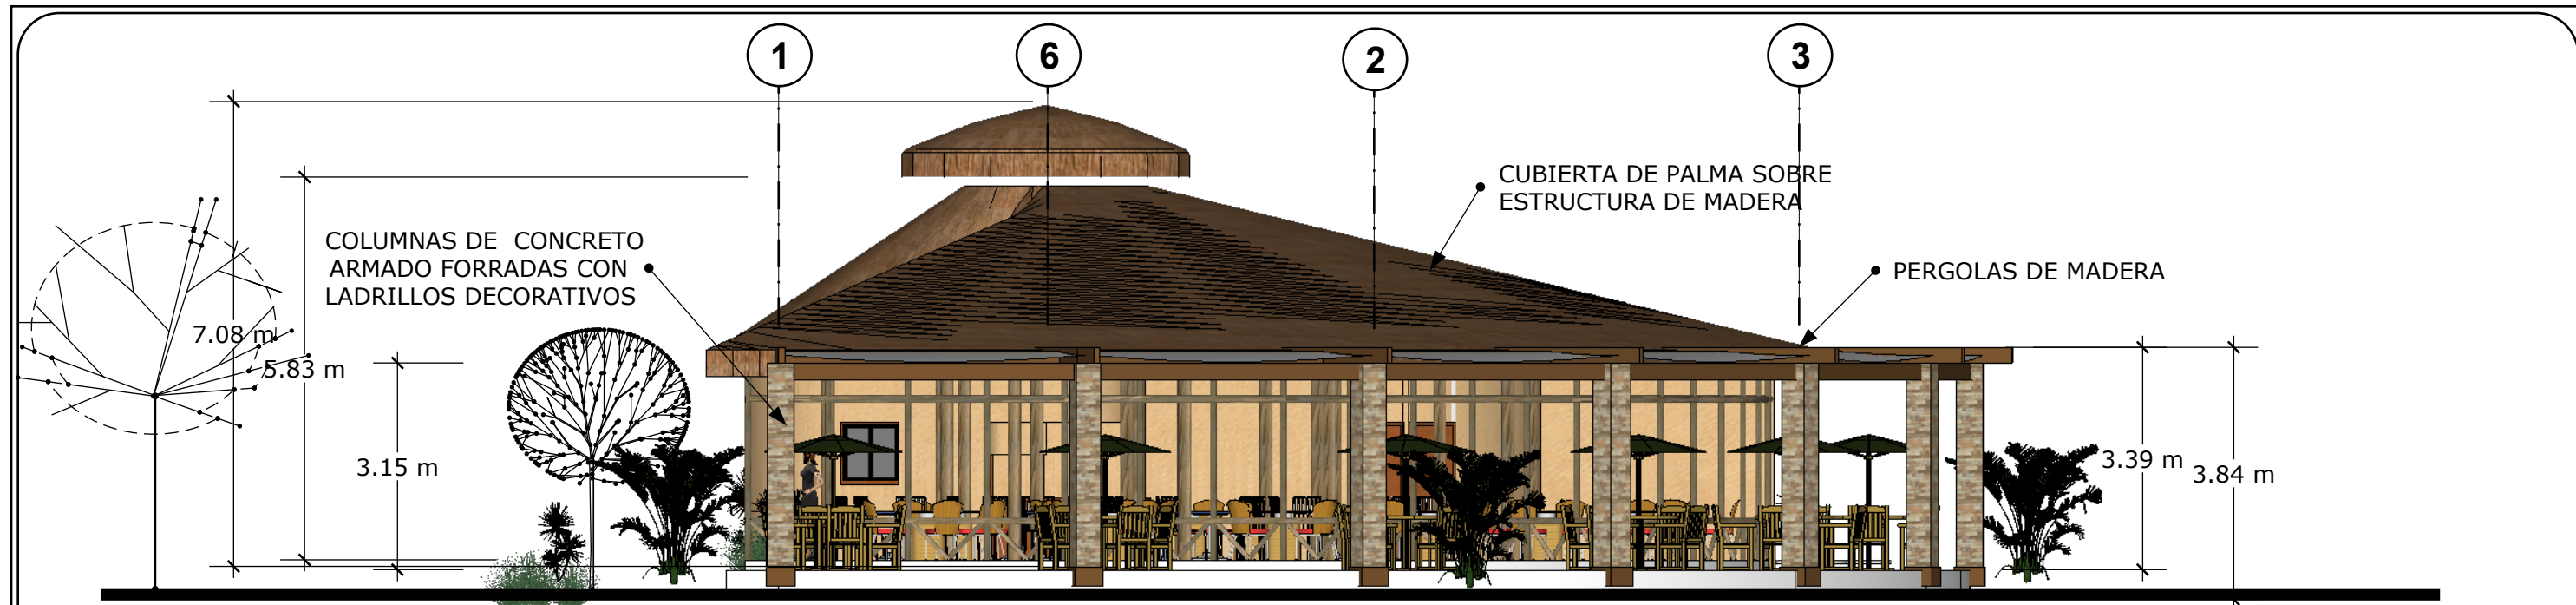 1
6
2
3
CUBIERTA DE PALMA SOBRE
ESTRUCTURA DE MADERA
COLUMNAS DE CONCRETO
ARMADO FORRADAS CON
LADRILLOS DECORATIVOS
PERGOLAS DE MADERA
7.08 m
5.83 m
3.15 m
3.39 m
3.84 m